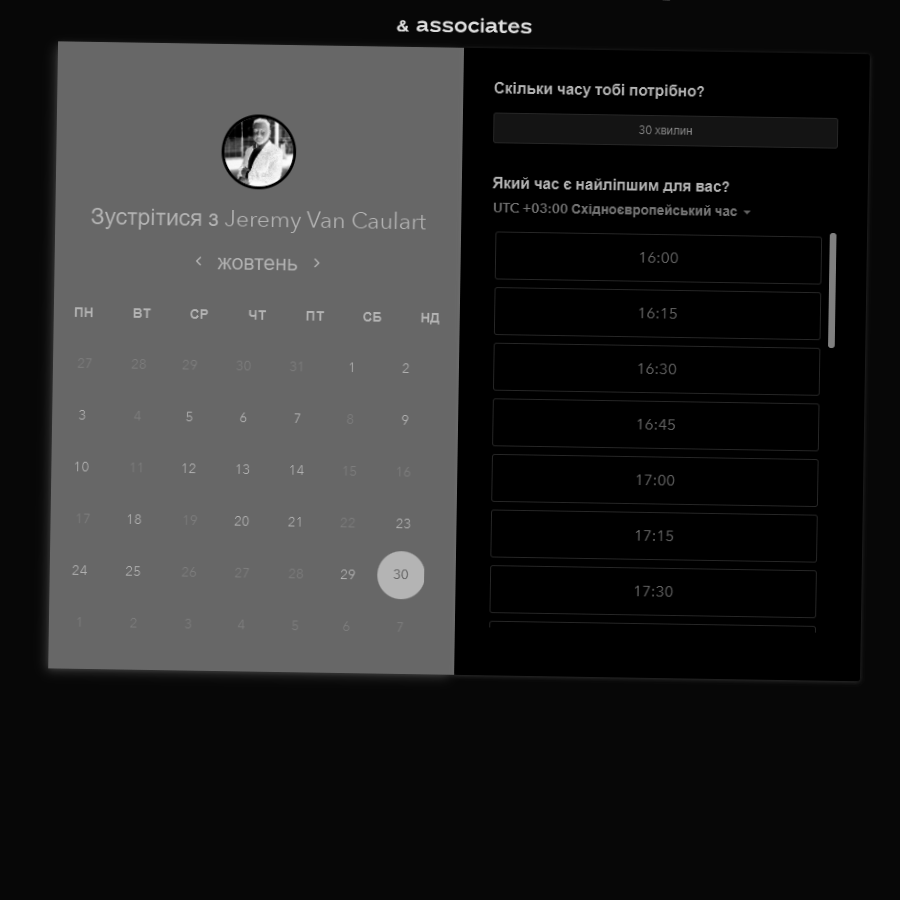 & associates
Зустрітися з Jeremy Van Caulart
жовтень
ПН ВТ СР ЧТ ПТ СБ НД
27 28 29 30 31 1 2
3 4 5 6 7 8 9
10 11 12 13 14 15 16
17 18 19 20 21 22 23
24 25 26 27 28 29 30
1 2 3 4 5 6 7
Скільки часу тобі потрібно?
30 хвилин
Який час є найліпшим для вас?
UTC +03:00 Східноєвропейський час
16:00
16:15
16:30
16:45
17:00
17:15
17:30